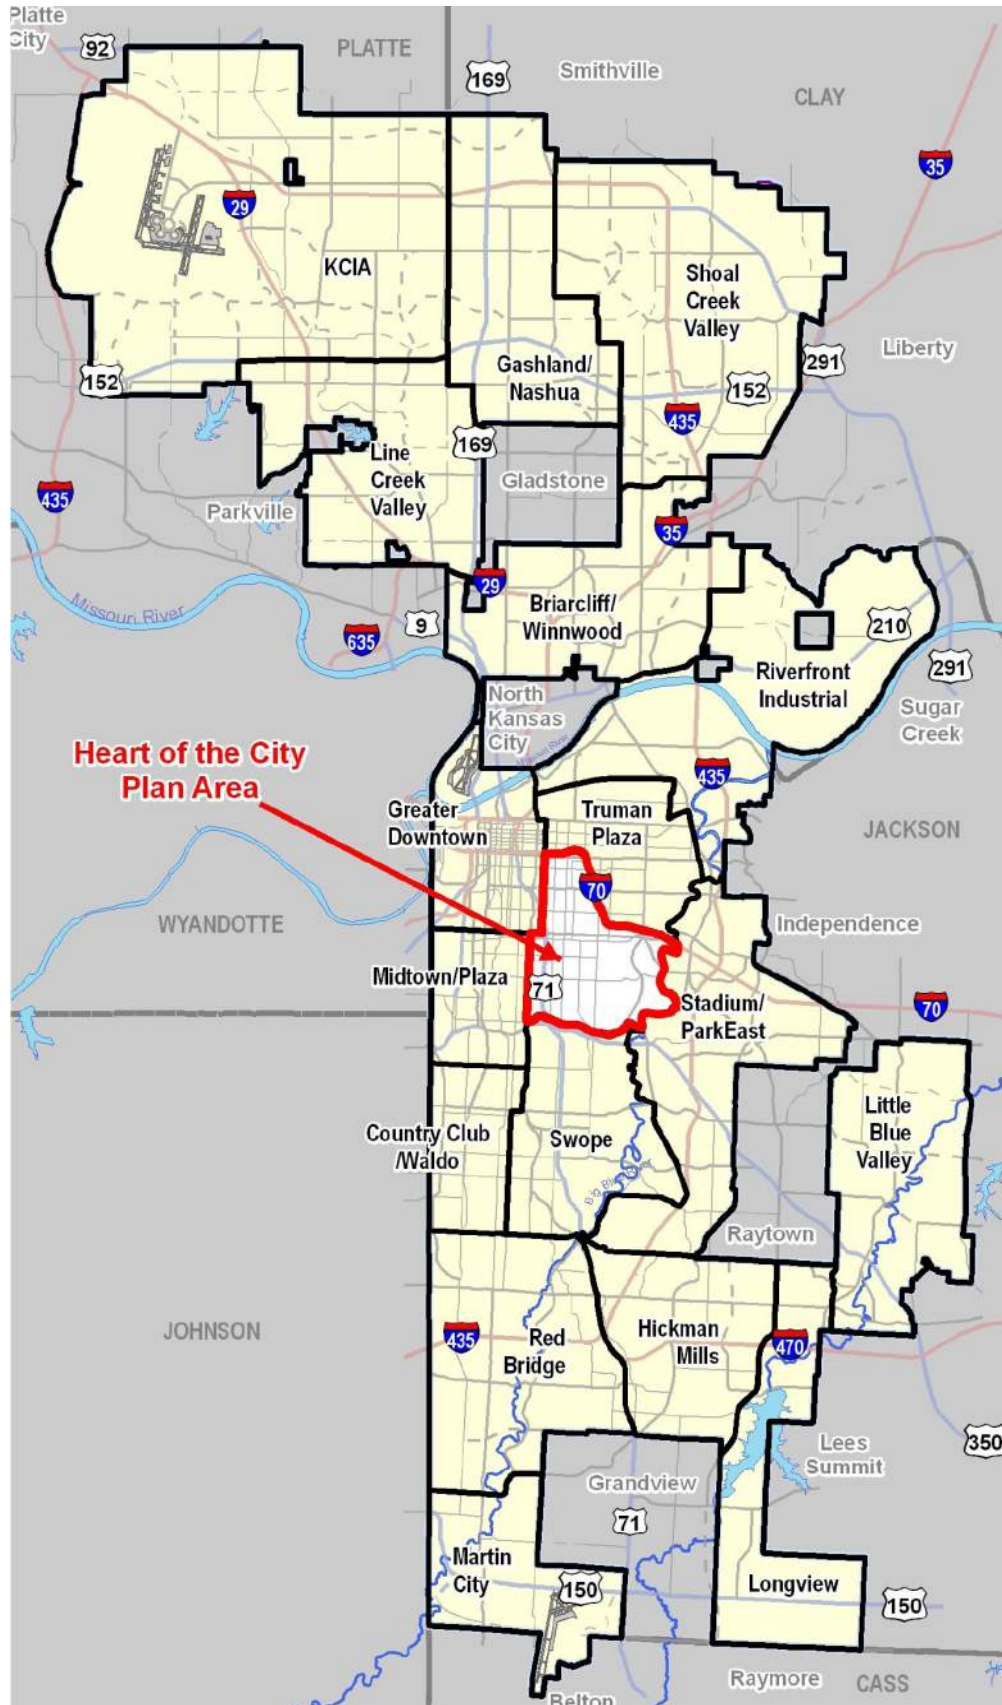 Platte
City
92
PLATTE
169
Smithville
CLAY
35
29
KCIA
Shoal
Creek
Valley
Gashland/
Nashua
291
Liberty
152
152
435
169
Line
Creek
Valley
Gladstone
435
Parkville
35
29
Missouri River
9
635
Briarcliff/
Winnwood
210
291
Riverfront
Industrial
North
Kansas
City
Sugar
Creek
Heart of the City
Plan Area
435
Greater
Downtown
Truman
Plaza
JACKSON
70
WYANDOTTE
Independence
Midtown/Plaza
71
Stadium/
ParkEast
70
Little
Blue
Valley
Country Club
/Waldo
Swope
Big Blue River
Raytown
JOHNSON
435
Red
Bridge
Hickman
Mills
470
350
Lees
Summit
Grandview
71
Martin
City
150
Longview
150
Raymore
CASS
Belton